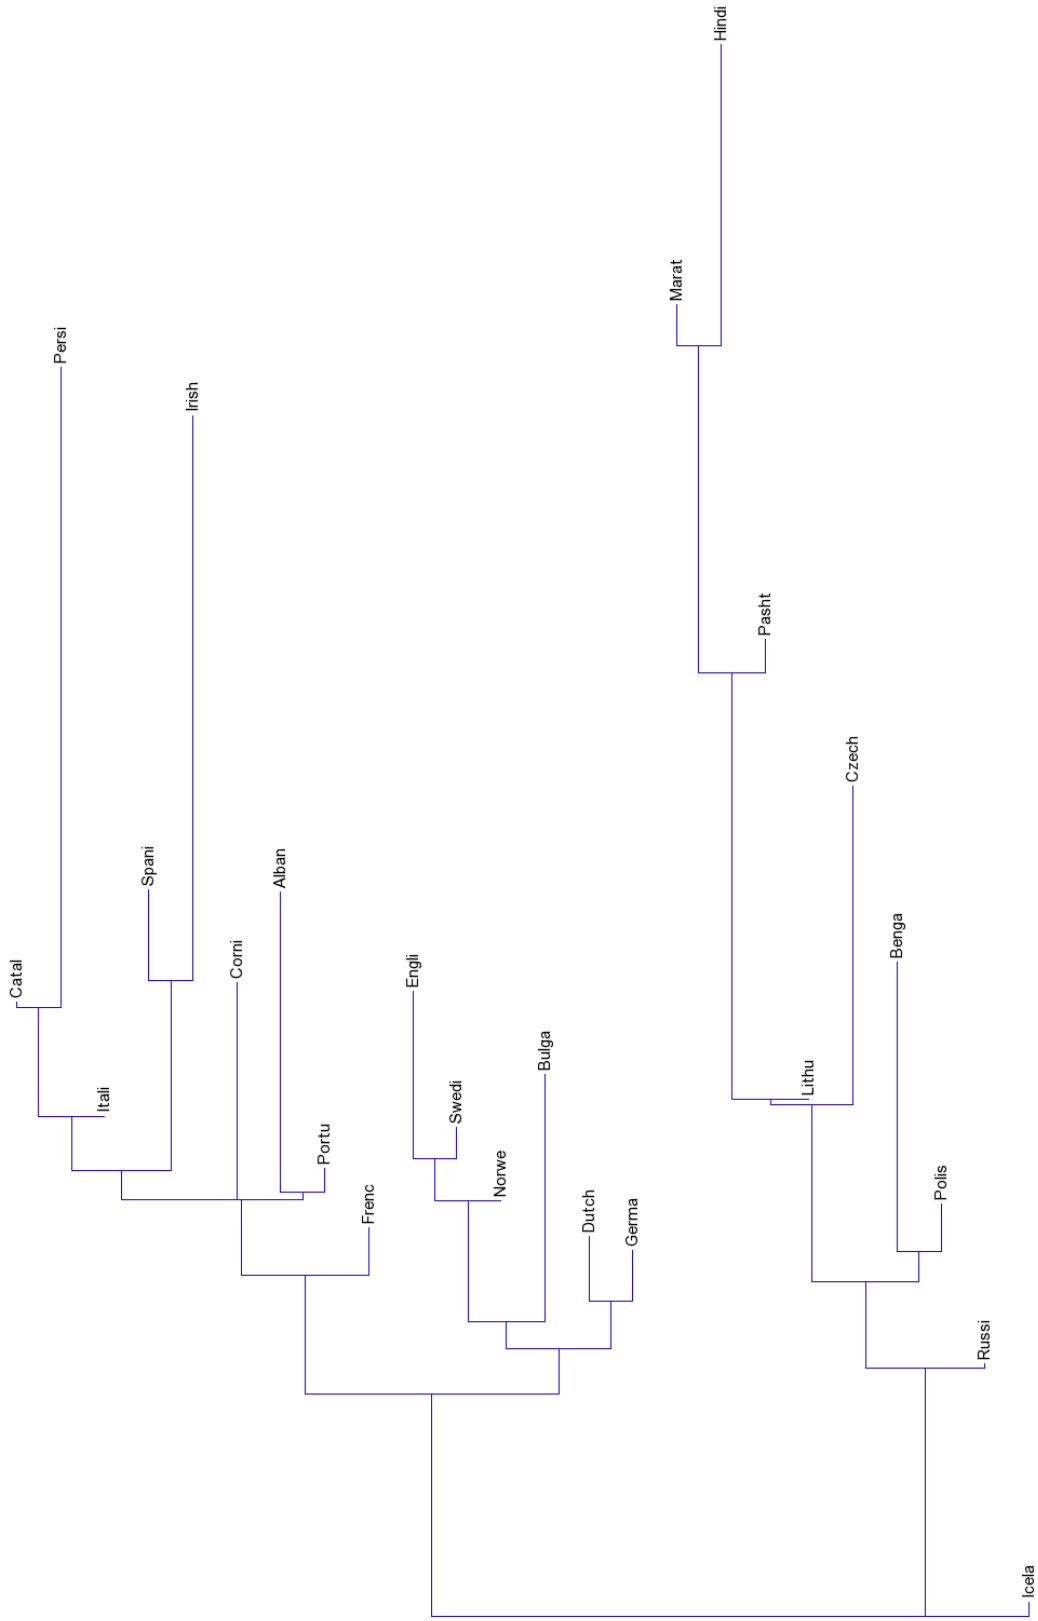 Catal
Persi
Itali
Spani
Irish
Corni
Alban
Portu
Frenc
Engli
Swedi
Norwe
Bulga
Dutch
Germa
Marat
Hindi
Pasht
Lithu
Czech
Benga
Polis
Russi
Icela